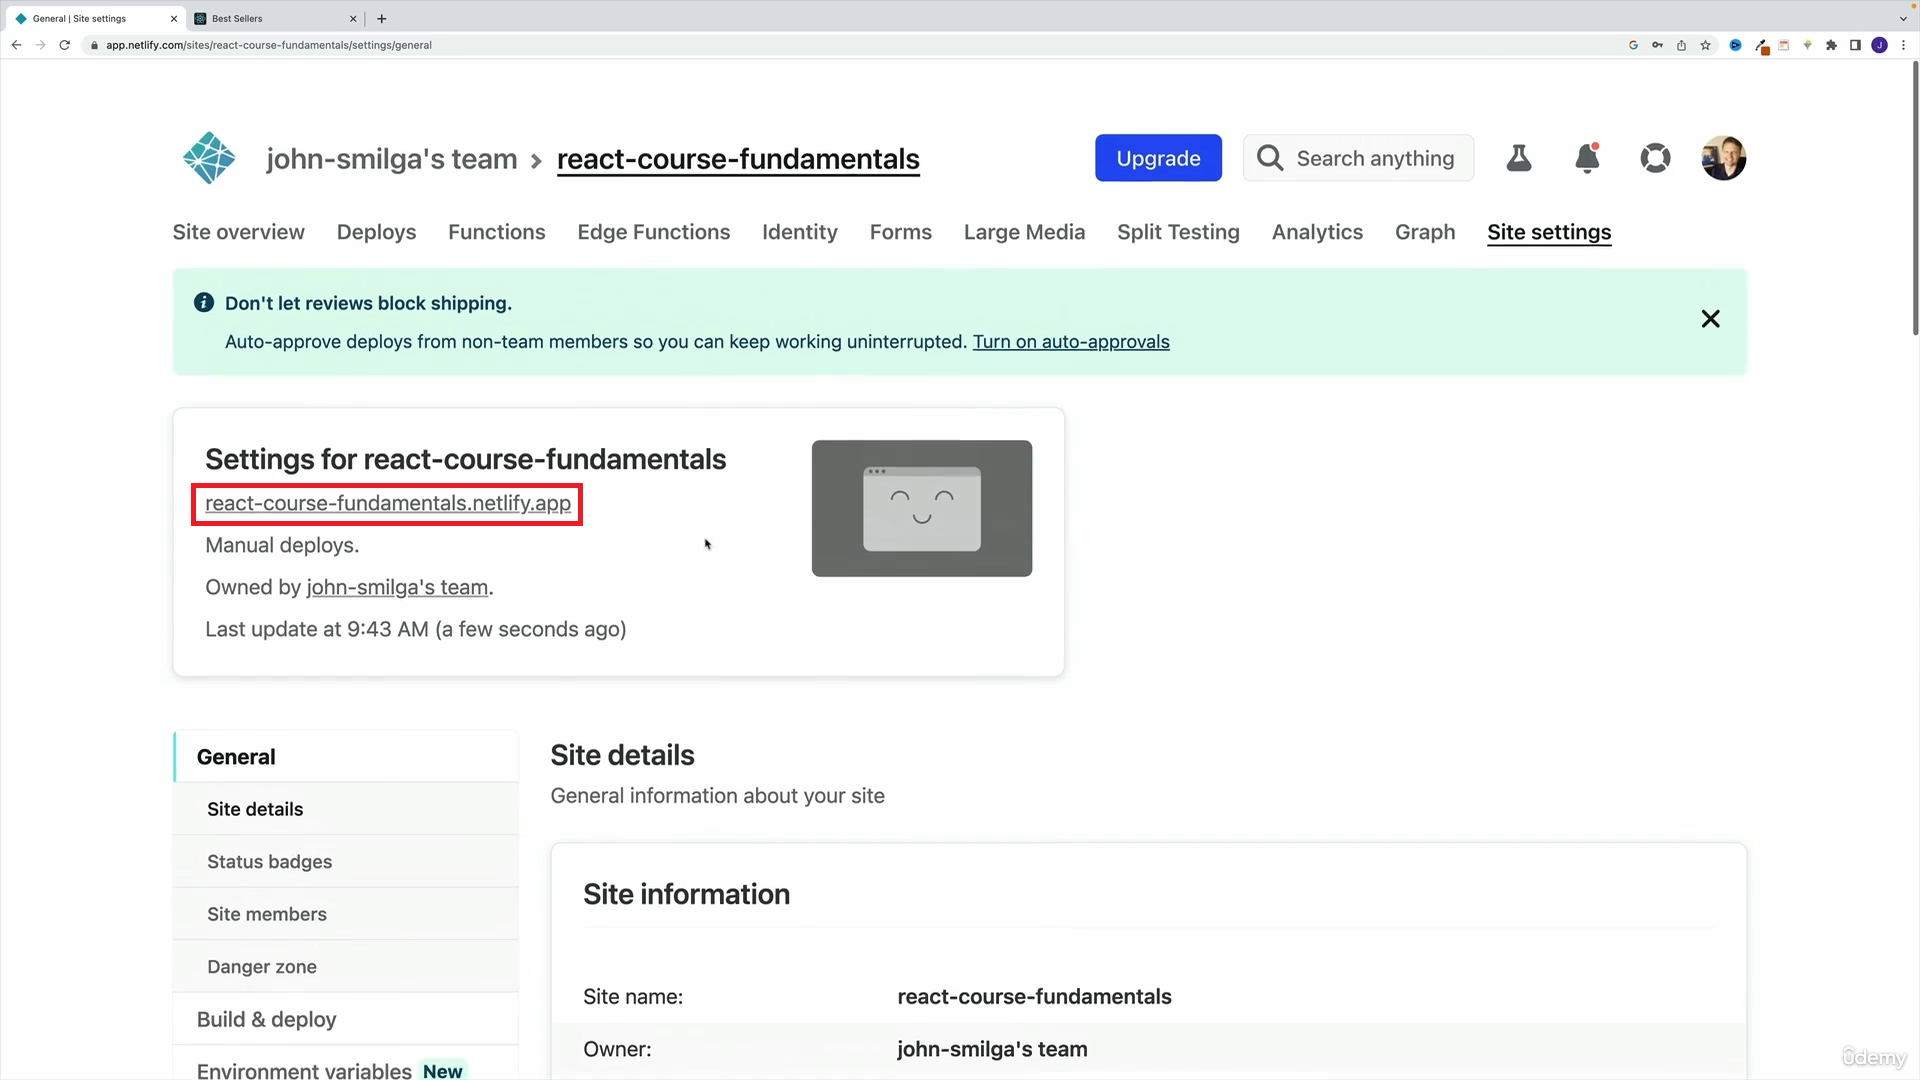 General | Site settings
Best Sellers
app.netlify.com/sites/react-course-fundamentals/settings/general
J
john-smilga's team > react-course-fundamentals
Upgrade
Search anything
Site overview Deploys Functions Edge Functions Identity Forms Large Media Split Testing Analytics Graph Site settings
Don't let reviews block shipping.
Auto-approve deploys from non-team members so you can keep working uninterrupted. Turn on auto-approvals
Settings for react-course-fundamentals
react-course-fundamentals.netlify.app
Manual deploys.
Owned by john-smilga's team.
Last update at 9:43 AM (a few seconds ago)
General
Site details
Status badges
Site members
Danger zone
Build & deploy
Environment variables New
Site details
General information about your site
Site information
Site name: react-course-fundamentals
Owner: john-smilga's team
ûdemy